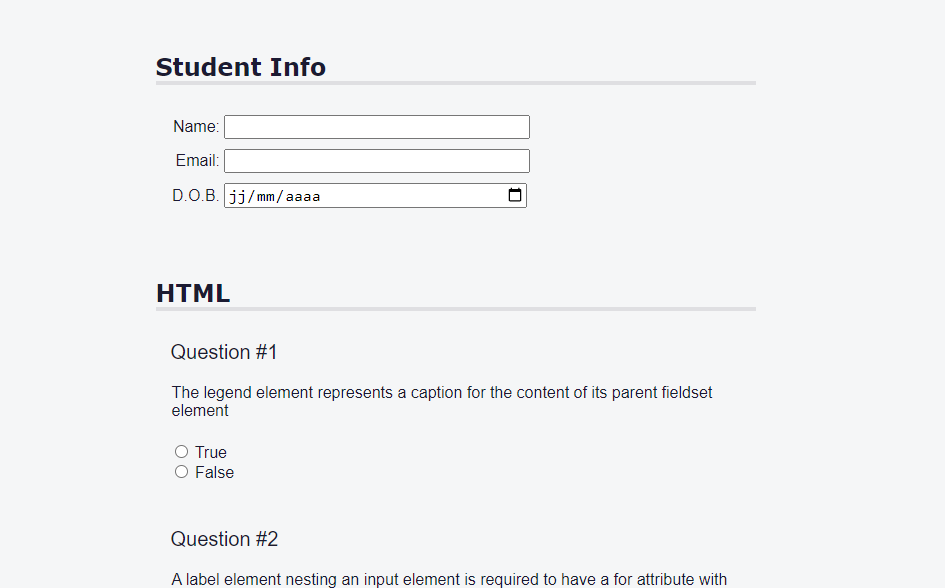 Student Info
Name:
Email:
D.O.B. jj/mm/aaaa
HTML
Question #1
The legend element represents a caption for the content of its parent fieldset
element
True
False
Question #2
A label element nesting an input element is required to have a for attribute with